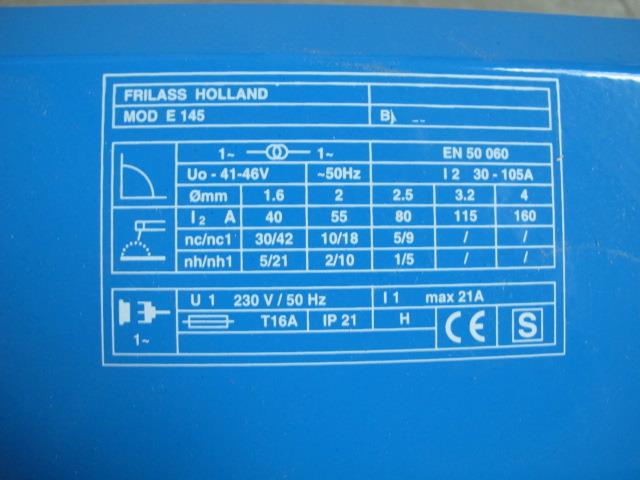 FRILASS HOLLAND
MOD E 145 B)
1~ 1~ EN 50 060
Uo - 41-46V ~50Hz I 2 30 - 105A
Ømm 1.6 2 2.5 3.2 4
I2 A 40 55 80 115 160
nc/nc1 30/42 10/18 5/9 / /
nh/nh1 5/21 2/10 1/5 / /
U 1 230 V / 50 Hz I 1 max 21A
1~ T16A IP 21 H CE S